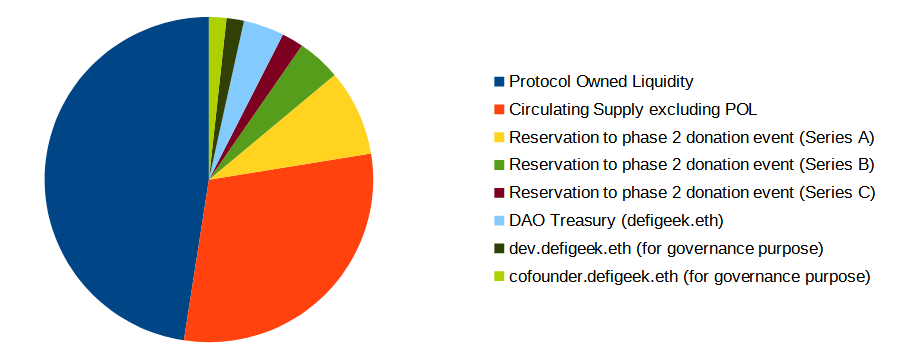 Protocol Owned Liquidity
Circulating Supply excluding POL
Reservation to phase 2 donation event (Series A)
Reservation to phase 2 donation event (Series B)
Reservation to phase 2 donation event (Series C)
DAO Treasury (defigeek.eth)
dev.defigeek.eth (for governance purpose)
cofounder.defigeek.eth (for governance purpose)